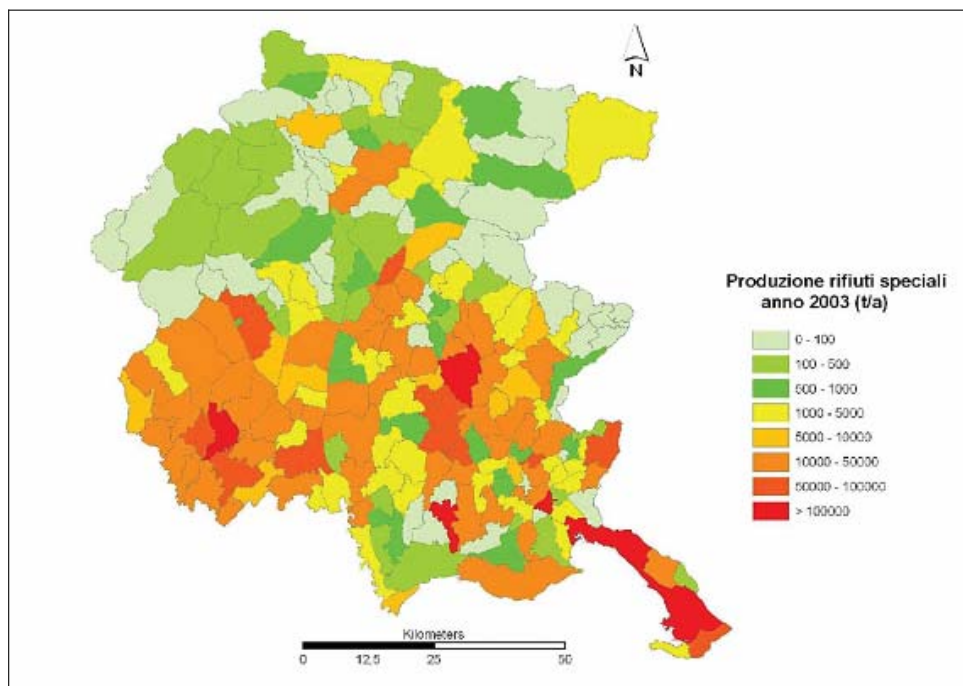 N
Produzione rifiuti speciali
anno 2003 (t/a)
0 - 100
100 - 500
500 - 1000
1000 - 5000
5000 - 10000
10000 - 50000
50000 - 100000
> 100000
Kilometers
0 12,5 25 50